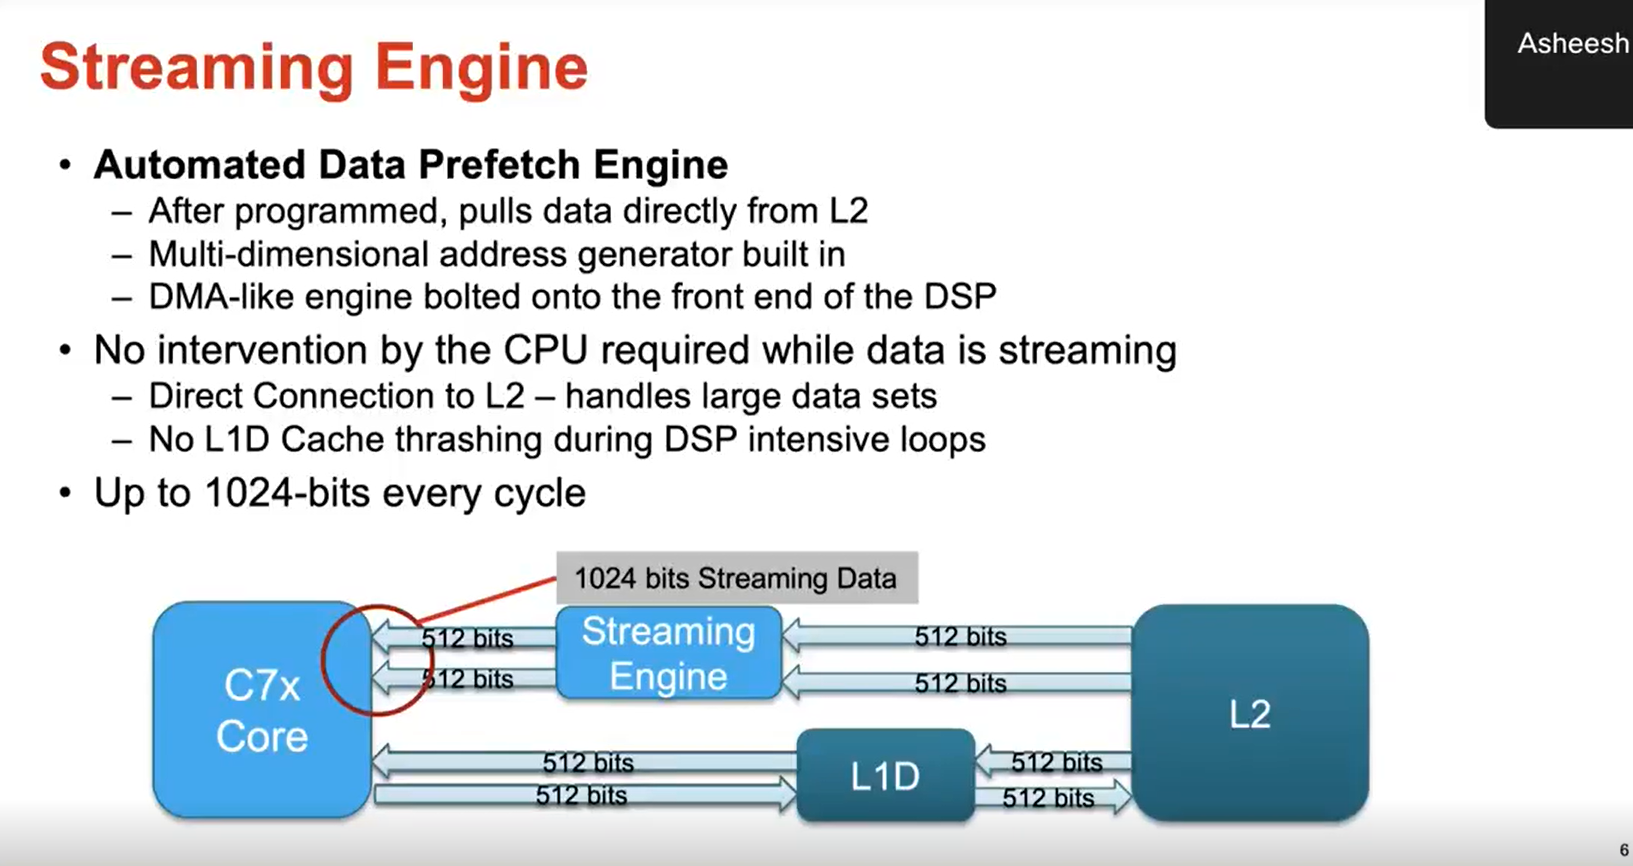 Asheesh
Streaming Engine
• Automated Data Prefetch Engine
– After programmed, pulls data directly from L2
– Multi-dimensional address generator built in
– DMA-like engine bolted onto the front end of the DSP
• No intervention by the CPU required while data is streaming
– Direct Connection to L2 – handles large data sets
– No L1D Cache thrashing during DSP intensive loops
• Up to 1024-bits every cycle
1024 bits Streaming Data
C7x
Core
512 bits
512 bits
Streaming
Engine
512 bits
512 bits
L2
512 bits
512 bits
L1D
512 bits
512 bits
6